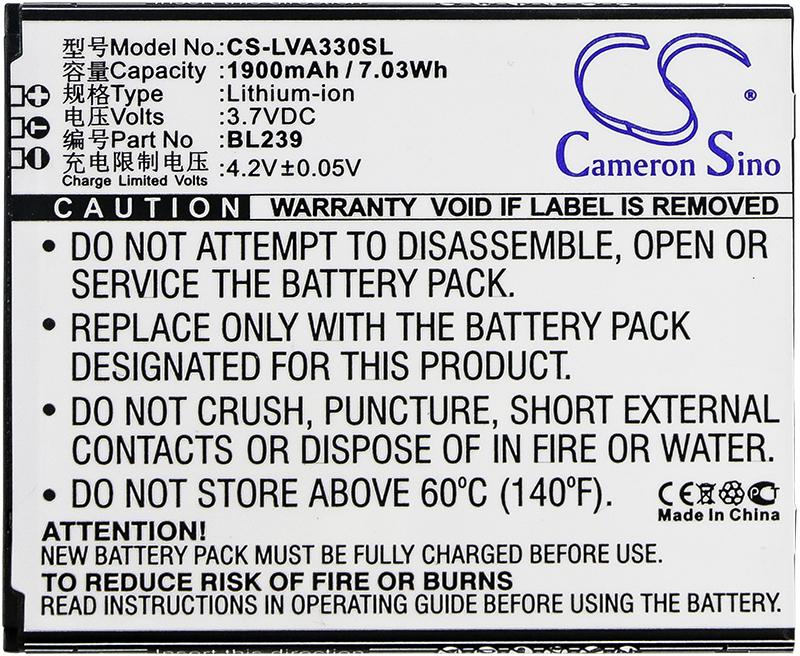 型号Model No.:CS-LVA330SL
容量Capacity :1900mAh / 7.03Wh
规格Type :Lithium-ion
电压Volts :3.7VDC
编号Part No. :BL239
充电限制电压:4.2V±0.05V
Charge Limited Volts
CS
®
Cameron Sino
CAUTION WARRANTY VOID IF LABEL IS REMOVED
• DO NOT ATTEMPT TO DISASSEMBLE, OPEN OR
SERVICE THE BATTERY PACK.
• REPLACE ONLY WITH THE BATTERY PACK
DESIGNATED FOR THIS PRODUCT.
• DO NOT CRUSH, PUNCTURE, SHORT EXTERNAL
CONTACTS OR DISPOSE OF IN FIRE OR WATER.
• DO NOT STORE ABOVE 60ºC (140ºF).
CE
Made In China
ATTENTION!
NEW BATTERY PACK MUST BE FULLY CHARGED BEFORE USE.
TO REDUCE RISK OF FIRE OR BURNS
READ INSTRUCTIONS & OPERATING GUIDE BEFORE USING THE BATTERY.